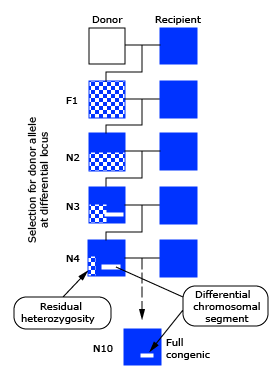 Donor
Recipient
Selection for donor allele
at differential locus
F1
N2
N3
N4
Residual
heterozygosity
Differential
chromosomal
segment
N10
Full
congenic